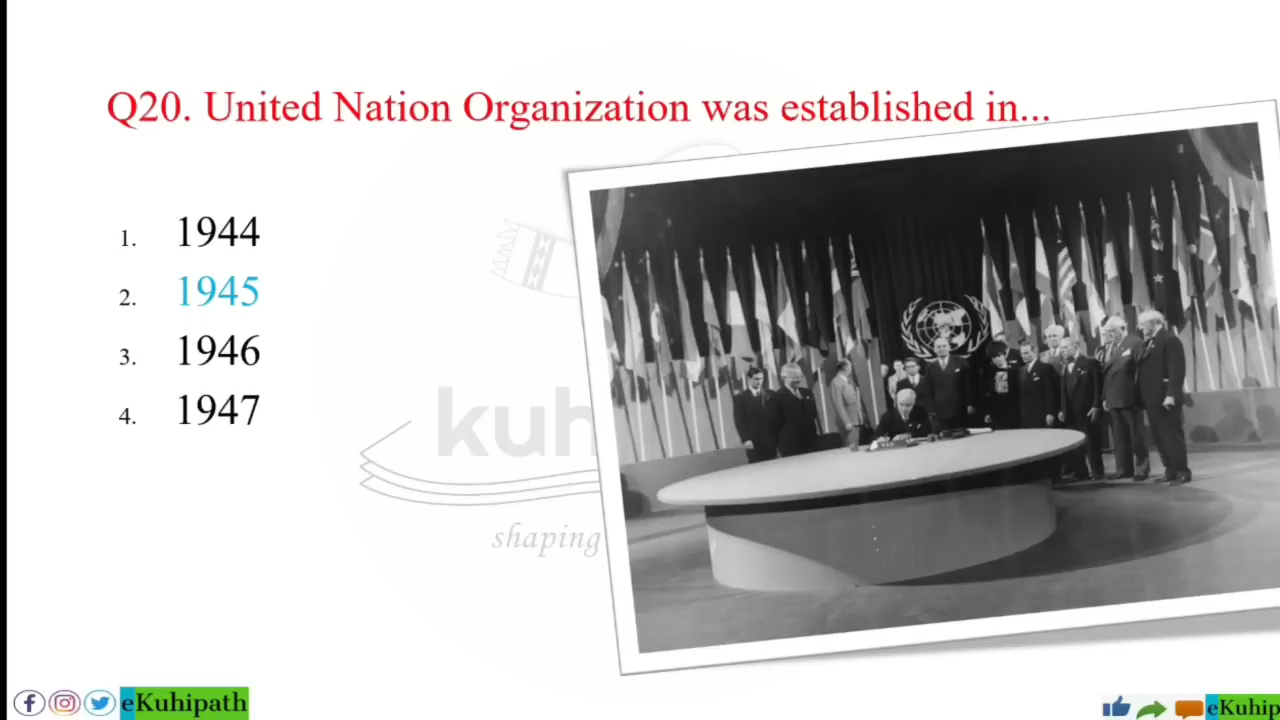 Q20. United Nation Organization was established in...
1. 1944
2. 1945
3. 1946
4. 1947
kuh
shaping
eKuhipath
eKuhip